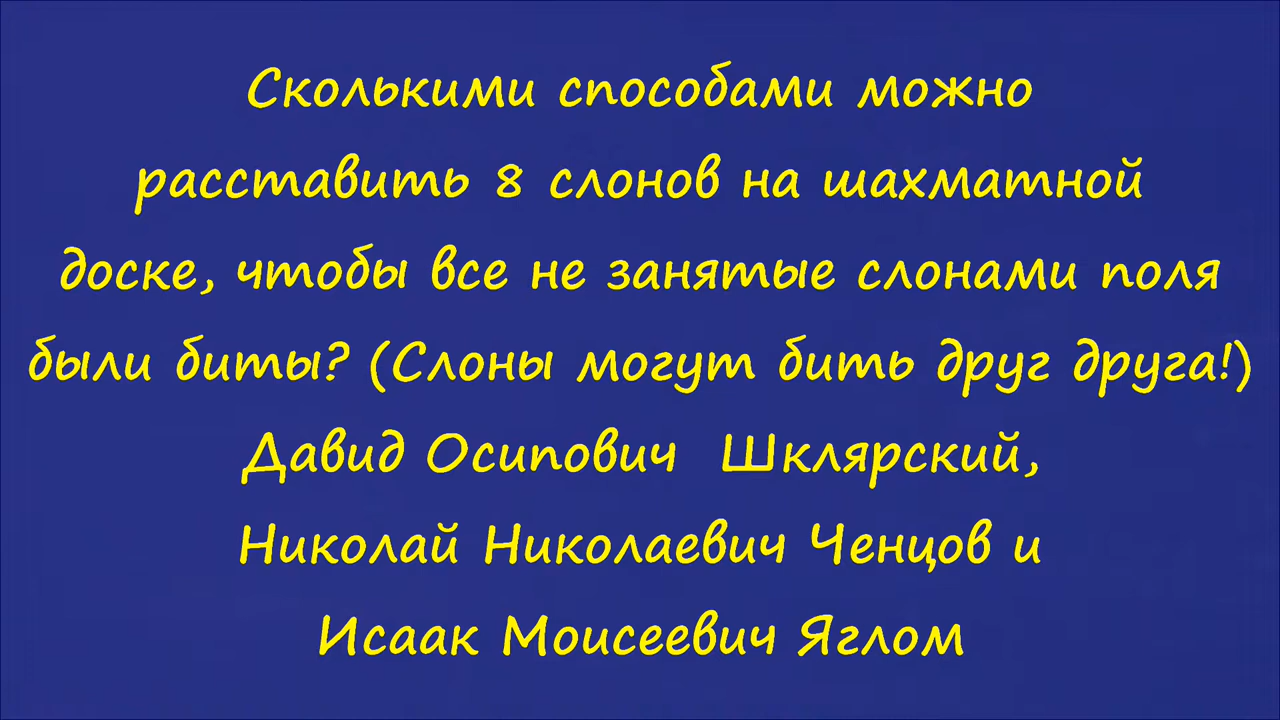 Сколькими способами можно
расставить 8 слонов на шахматной
доске, чтобы все не занятые слонами поля
были биты? (Слоны могут бить друг друга!)
Давид Осипович Шклярский,
Николай Николаевич Ченцов и
Исаак Моисеевич Яглом